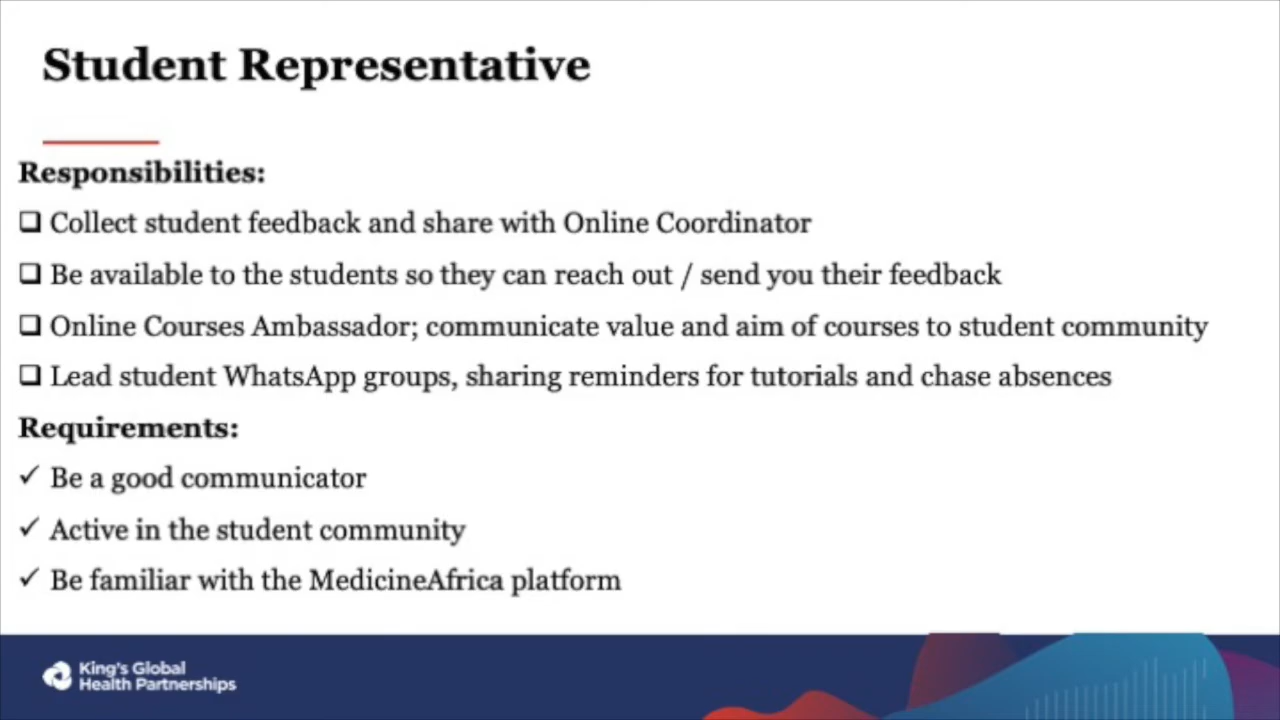 Student Representative
Responsibilities:
❑ Collect student feedback and share with Online Coordinator
❑ Be available to the students so they can reach out / send you their feedback
❑ Online Courses Ambassador; communicate value and aim of courses to student community
❑ Lead student WhatsApp groups, sharing reminders for tutorials and chase absences
Requirements:
✓ Be a good communicator
✓ Active in the student community
✓ Be familiar with the MedicineAfrica platform
King's Global
Health Partnerships